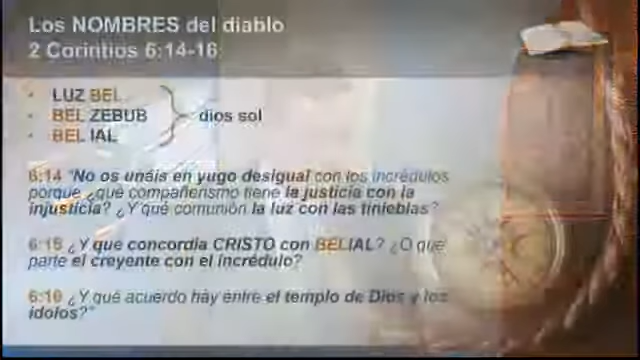 Los NOMBRES del diablo
2 Corintios 6:14-16
• LUZ BEL
• BEL ZEBUB
dios sol
• BEL IAL
6:14 "No os unáis en yugo desigual con los incrédulos
porque ¿qué compañerismo tiene la justicia con la
injusticia? ¿Y qué comunión la luz con las tinieblas?
6:15 ¿Y que concordia CRISTO con BELIAL? ¿O que
parte el creyente con el incrédulo?
6:16 ¿Y qué acuerdo hay entre el templo de Dios y los
ídolos?"